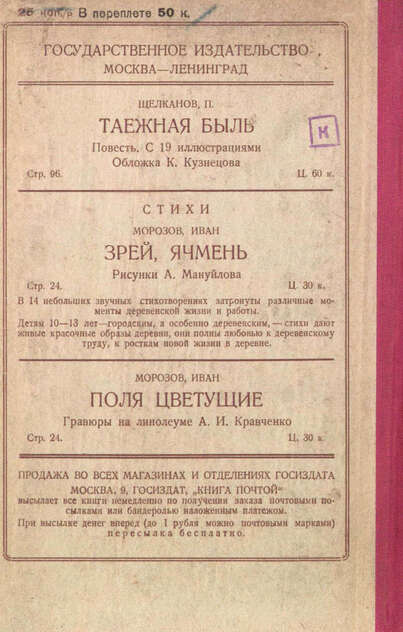 25 коп., В переплете 50 к.
ГОСУДАРСТВЕННОЕ ИЗДАТЕЛЬСТВО
МОСКВА—ЛЕНИНГРАД
ЩЕЛКАНОВ, П.
ТАЕЖНАЯ БЫЛЬ
к
Повесть. С 19 иллюстрациями
Обложка К. Кузнецова
Стр. 96. Ц. 60 к.
СТИХИ
МОРОЗОВ, ИВАН
ЗРЕЙ, ЯЧМЕНЬ
Рисунки А. Мануйлова
Стр. 24. Ц. 30 к.
В 14 небольших звучных стихотворениях затронуты различные мо-
менты деревенской жизни и работы.
Детям 10—13 лет—городским, а особенно деревенским,—стихи дают
живые красочные образы деревни, они полны любовью к деревенскому
труду, к росткам новой жизни в деревне.
МОРОЗОВ, ИВАН
ПОЛЯ ЦВЕТУЩИЕ
Гравюры на линолеуме А. И. Кравченко
Стр. 24. Ц. 30 к.
ПРОДАЖА ВО ВСЕХ МАГАЗИНАХ И ОТДЕЛЕНИЯХ ГОСИЗДАТА
МОСКВА, 9, ГОСИЗДАТ, „КНИГА ПОЧТОЙ“
высылает все книги немедленно по получении заказа почтовыми по-
сылками или бандеролью наложенным платежом.
При высылке денег вперед (до 1 рубля можно почтовыми марками)
пересылка бесплатно.